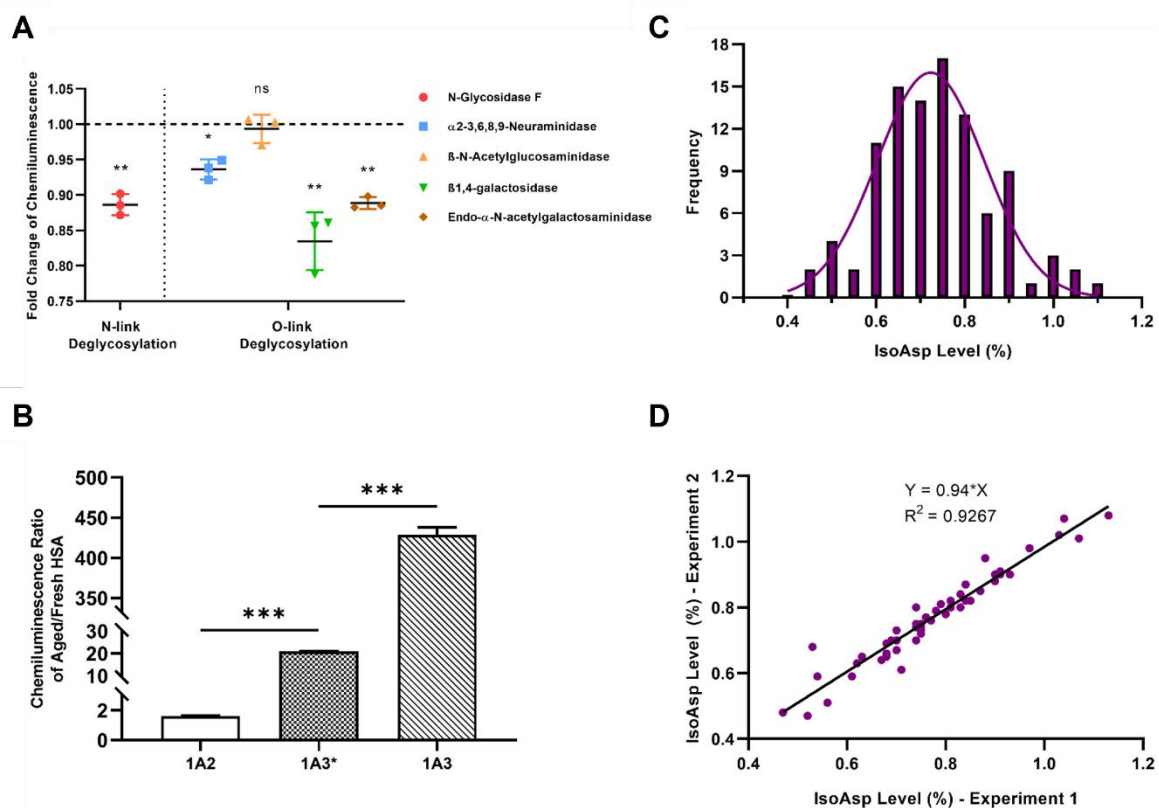 A
Fold Change of Chemiluminescence
1.05
1.00
0.95
0.90
0.85
0.80
0.75
**
*
ns
**
**
N-link
Deglycosylation
O-link
Deglycosylation
N-Glycosidase F
α2-3,6,8,9-Neuraminidase
ß-N-Acetylglucosaminidase
ß1,4-galactosidase
Endo-α-N-acetylgalactosaminidase
B
Chemiluminescence Ratio
of Aged/Fresh HSA
500
450
400
350
300
30
20
10
2
0
***
***
1A2
1A3*
1A3
C
Frequency
18
15
12
9
6
3
0
0.4
0.6
0.8
1.0
1.2
IsoAsp Level (%)
D
IsoAsp Level (%) - Experiment 2
1.2
1.0
0.8
0.6
0.4
Y = 0.94*X
R² = 0.9267
0.4
0.6
0.8
1.0
1.2
IsoAsp Level (%) - Experiment 1